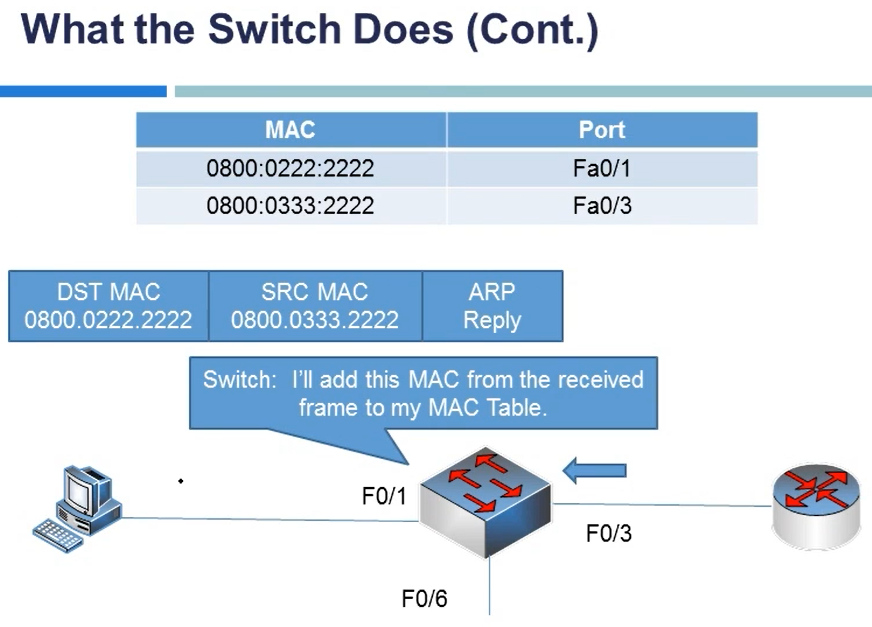 What the Switch Does (Cont.)
MAC Port
0800:0222:2222 Fa0/1
0800:0333:2222 Fa0/3
DST MAC SRC MAC ARP
0800.0222.2222 0800.0333.2222 Reply
Switch: I'll add this MAC from the received
frame to my MAC Table.
F0/1
F0/3
F0/6